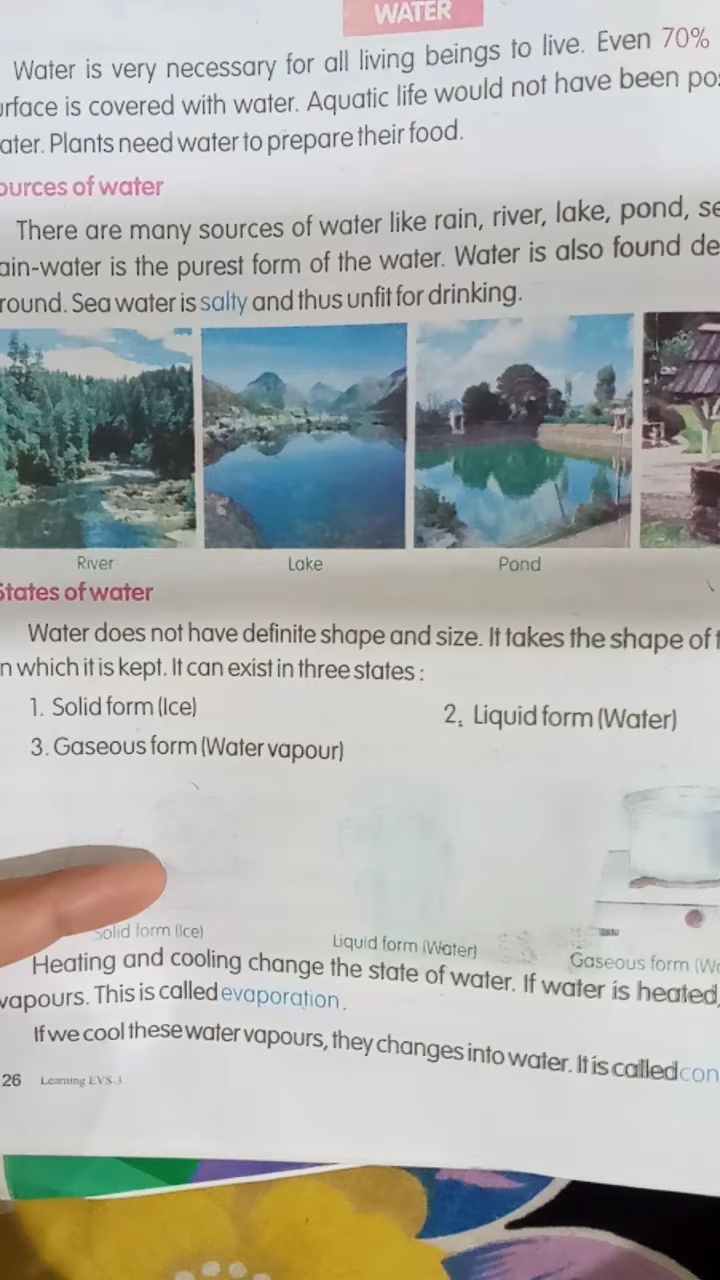 WATER
Water is very necessary for all living beings to live. Even 70%
urface is covered with water. Aquatic life would not have been pos
ater. Plants need water to prepare their food.
ources of water
There are many sources of water like rain, river, lake, pond, se
ain-water is the purest form of the water. Water is also found de
round. Sea water is salty and thus unfit for drinking.
River Lake Pond
States of water
Water does not have definite shape and size. It takes the shape of t
n which it is kept. It can exist in three states :
1. Solid form (Ice) 2. Liquid form (Water)
3. Gaseous form (Water vapour)
Solid form (Ice) Liquid form (Water) Gaseous form (Wa
Heating and cooling change the state of water. If water is heated,
vapours. This is called evaporation.
If we cool these water vapours, they changes into water. It is called con
26 Learning EVS-3